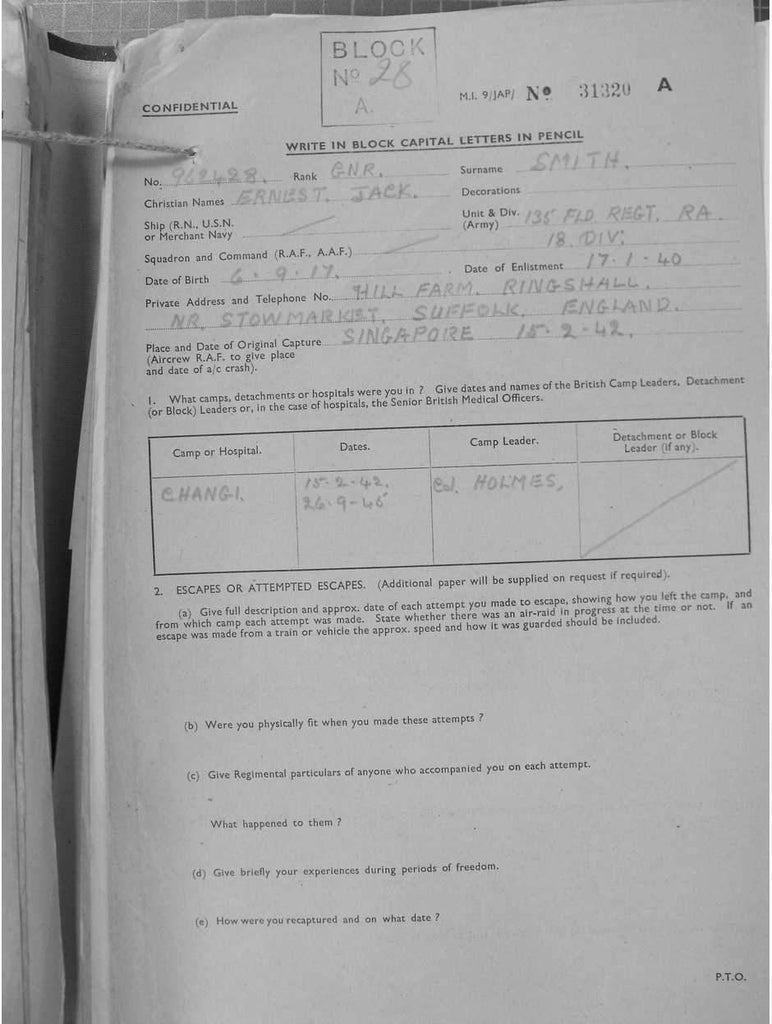 BLOCK
Nº 28
A.
M.I. 9/JAP/ Nº 31320 A
CONFIDENTIAL
WRITE IN BLOCK CAPITAL LETTERS IN PENCIL
No. 962428. Rank GNR. Surname SMITH.
Christian Names ERNEST. JACK. Decorations
Ship (R.N., U.S.N. or Merchant Navy
Unit & Div. (Army) 135 FLD REGT. RA.
18. DIV.
Squadron and Command (R.A.F., A.A.F.)
Date of Birth 6.9.17. Date of Enlistment 17.1.40
Private Address and Telephone No. HILL FARM. RINGSHALL.
NR. STOWMARKET, SUFFOLK, ENGLAND.
Place and Date of Original Capture SINGAPORE 15.2.42.
(Aircrew R.A.F. to give place
and date of a/c crash).
1. What camps, detachments or hospitals were you in ? Give dates and names of the British Camp Leaders, Detachment
(or Block) Leaders or, in the case of hospitals, the Senior British Medical Officers.
Camp or Hospital. Dates. Camp Leader. Detachment or Block Leader (if any).
CHANGI. 15-2-42. Col. HOLMES,
26-9-45
2. ESCAPES OR ATTEMPTED ESCAPES. (Additional paper will be supplied on request if required).
(a) Give full description and approx. date of each attempt you made to escape, showing how you left the camp, and
from which camp each attempt was made. State whether there was an air-raid in progress at the time or not. If an
escape was made from a train or vehicle the approx. speed and how it was guarded should be included.
(b) Were you physically fit when you made these attempts ?
(c) Give Regimental particulars of anyone who accompanied you on each attempt.
What happened to them ?
(d) Give briefly your experiences during periods of freedom.
(e) How were you recaptured and on what date ?
P.T.O.